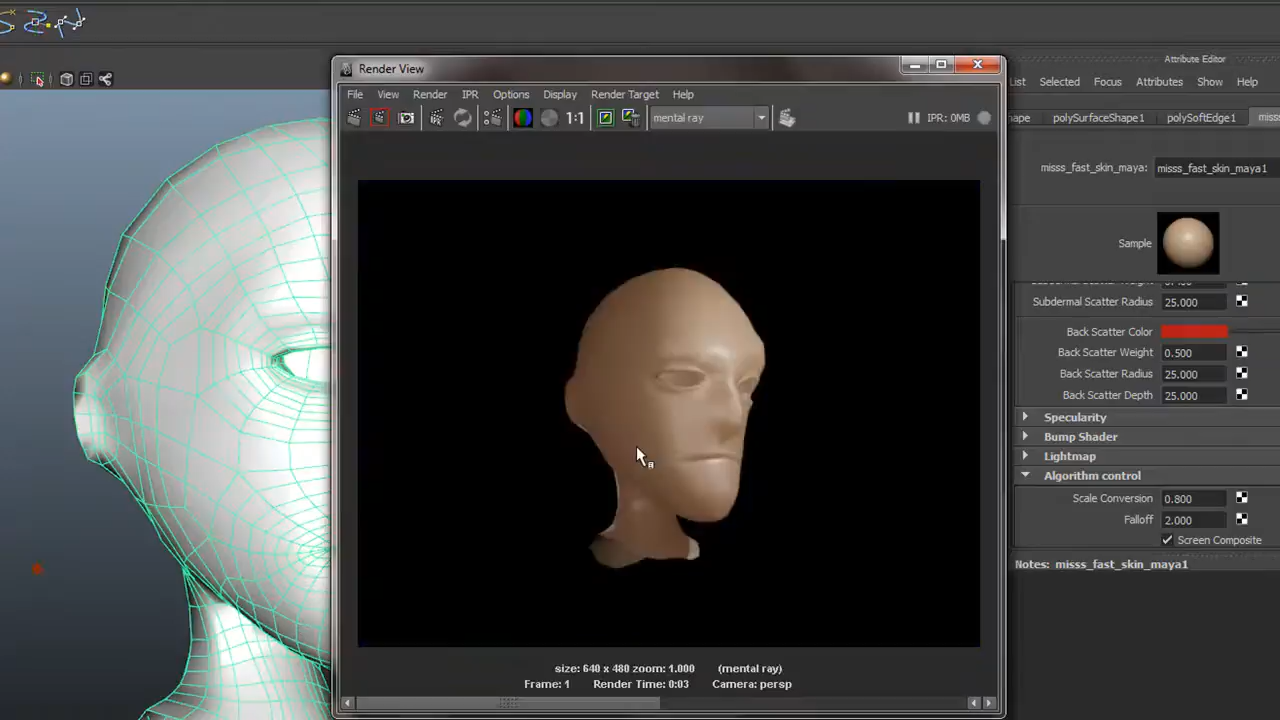 Render View
File View Render IPR Options Display Render Target Help
1:1 mental ray IPR: 0MB
size: 640 x 480 zoom: 1.000 (mental ray)
Frame: 1 Render Time: 0:03 Camera: persp
Attribute Editor
List Selected Focus Attributes Show Help
polySurfaceShape1 polySoftEdge1
misss_fast_skin_maya: misss_fast_skin_maya1
Sample
Subdermal Scatter Radius 25.000
Back Scatter Color
Back Scatter Weight 0.500
Back Scatter Radius 25.000
Back Scatter Depth 25.000
Specularity
Bump Shader
Lightmap
Algorithm control
Scale Conversion 0.800
Falloff 2.000
Screen Composite
Notes: misss_fast_skin_maya1